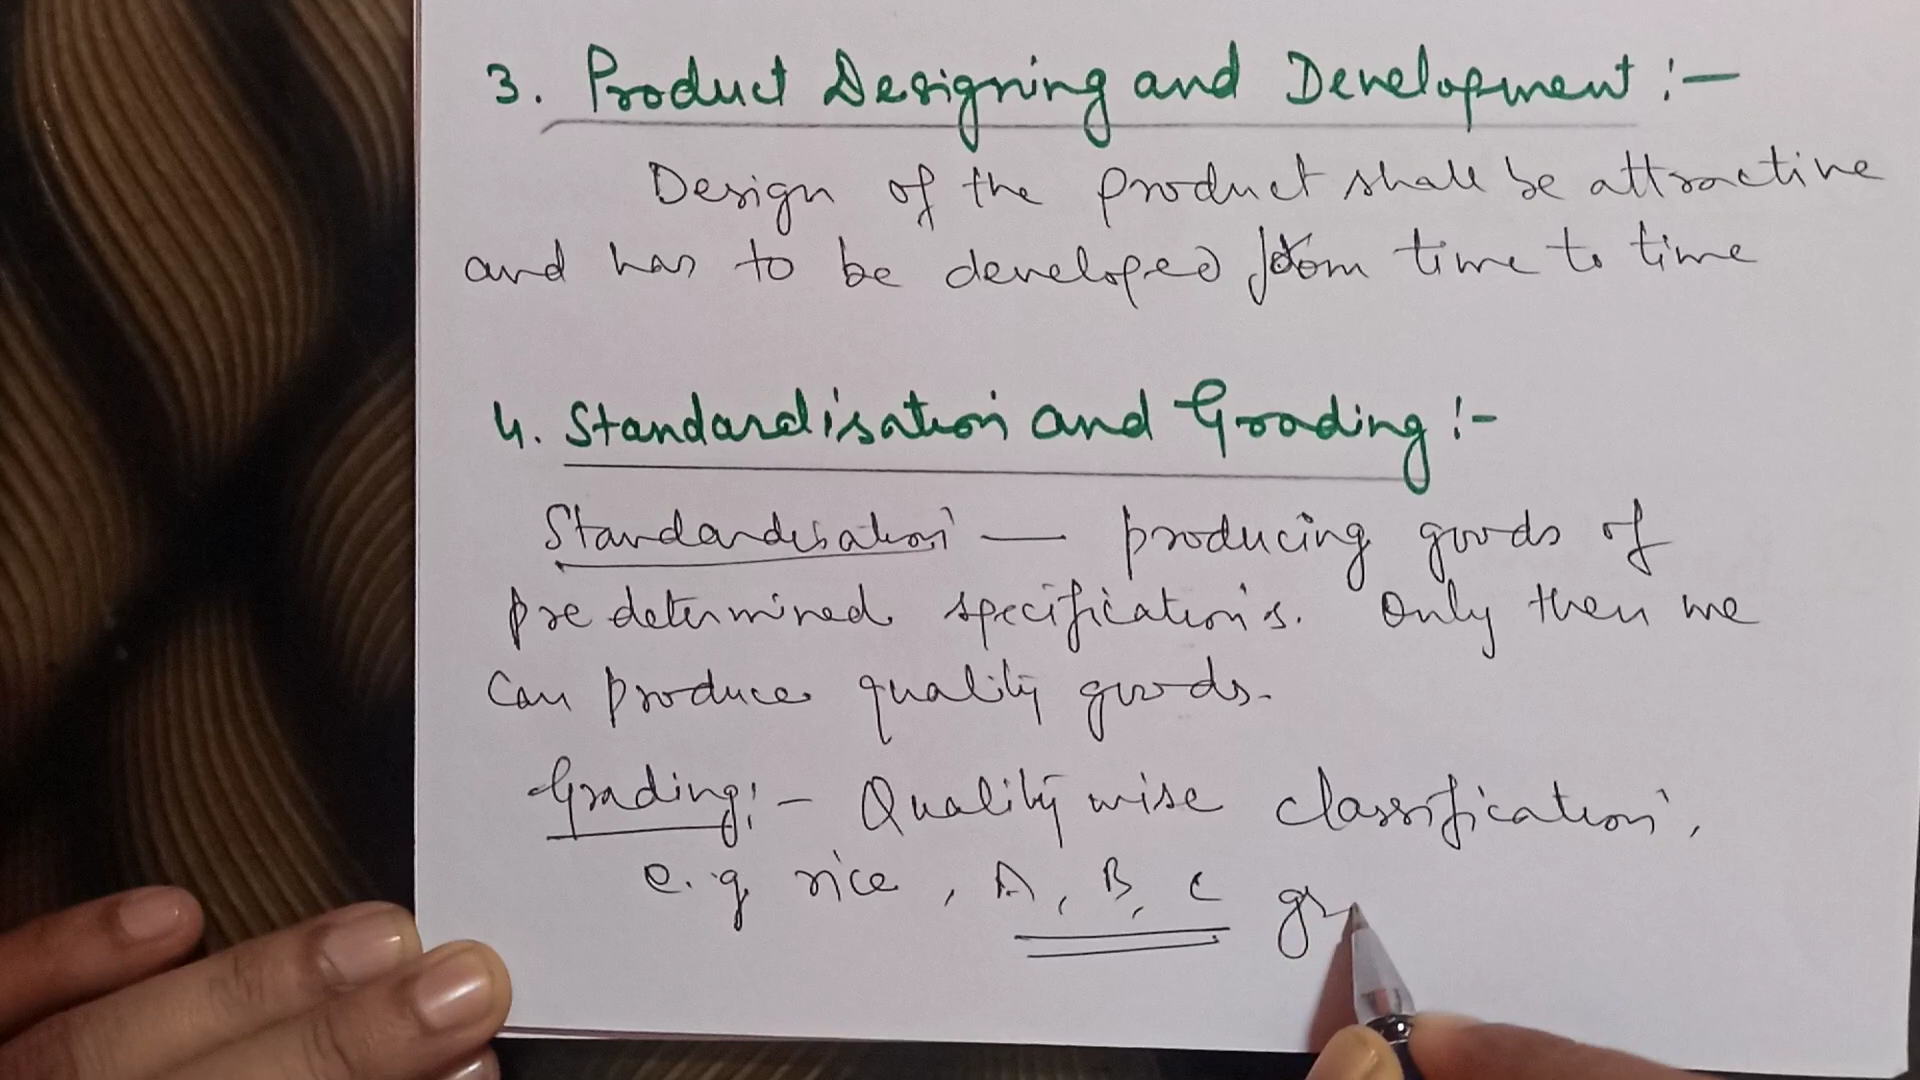 3. Product Designing and Development :-
Design of the product shall be attractive
and has to be developed from time to time
4. Standardisation and Grading :-
Standardisation — producing goods of
pre determined specifications. Only then we
can produce quality goods.
Grading :- Quality wise classification,
e.g rice, A, B, C gr